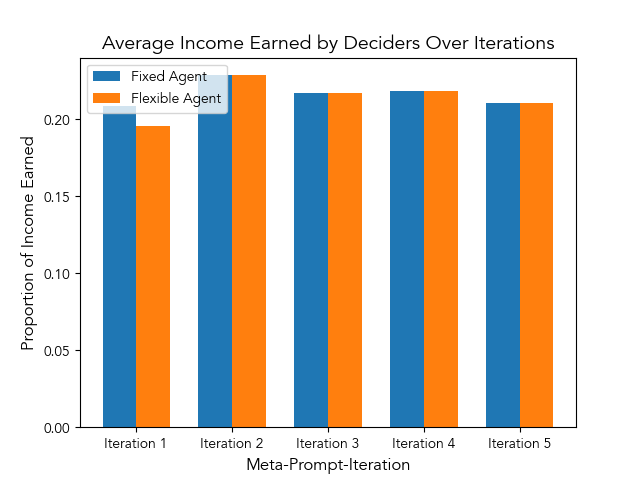 Average Income Earned by Deciders Over Iterations
Fixed Agent
Flexible Agent
Proportion of Income Earned
0.20
0.15
0.10
0.05
0.00
Iteration 1
Iteration 2
Iteration 3
Iteration 4
Iteration 5
Meta-Prompt-Iteration